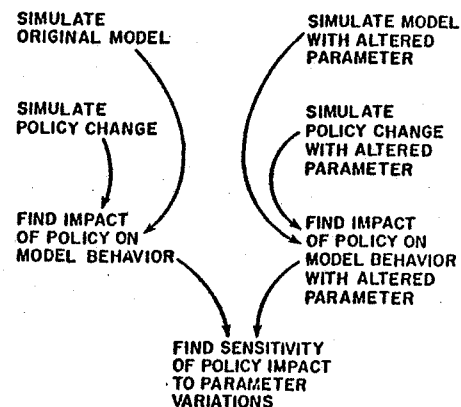 SIMULATE
ORIGINAL MODEL
SIMULATE
POLICY CHANGE
FIND IMPACT
OF POLICY ON
MODEL BEHAVIOR
SIMULATE MODEL
WITH ALTERED
PARAMETER
SIMULATE
POLICY CHANGE
WITH ALTERED
PARAMETER
FIND IMPACT
OF POLICY ON
MODEL BEHAVIOR
WITH ALTERED
PARAMETER
FIND SENSITIVITY
OF POLICY IMPACT
TO PARAMETER
VARIATIONS